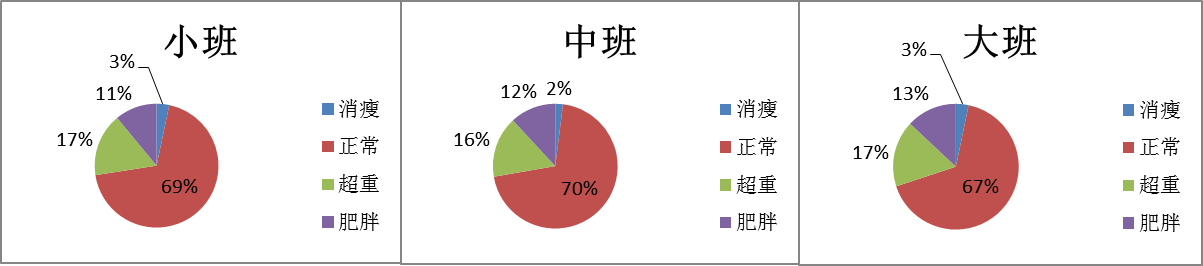 小班
3%
11%
17%
69%
消瘦
正常
超重
肥胖
中班
12%
2%
16%
70%
消瘦
正常
超重
肥胖
大班
3%
13%
17%
67%
消瘦
正常
超重
肥胖